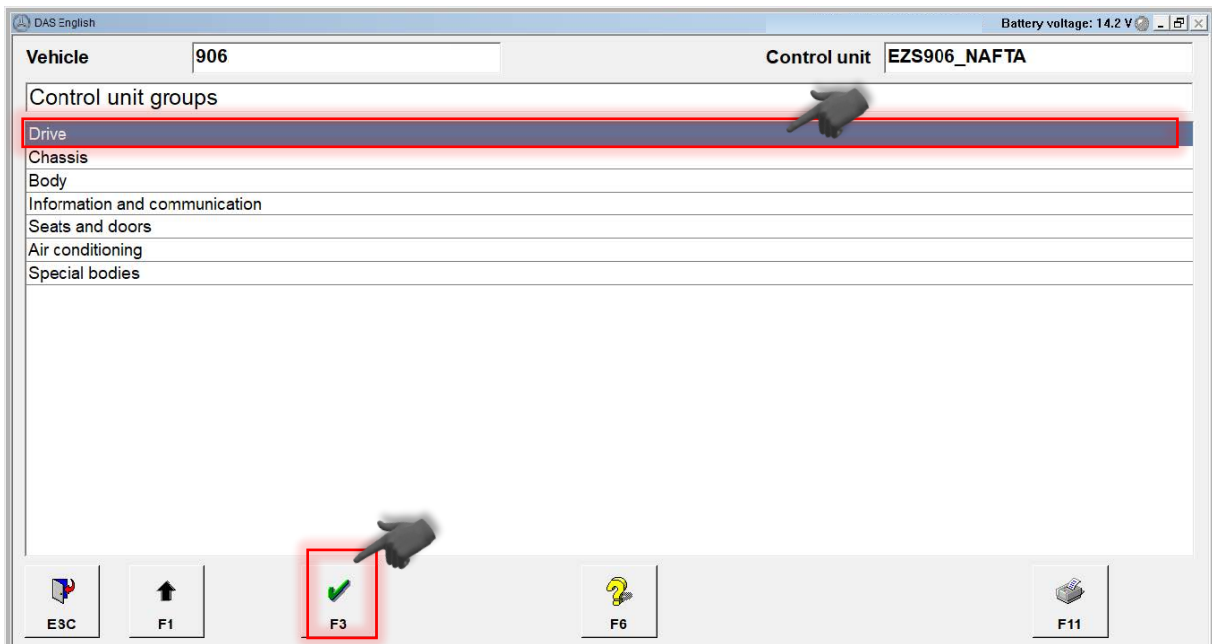 DAS English Battery voltage: 14.2 V
Vehicle 906 Control unit EZS906_NAFTA
Control unit groups
Drive
Chassis
Body
Information and communication
Seats and doors
Air conditioning
Special bodies
ESC F1 F3 F6 F11